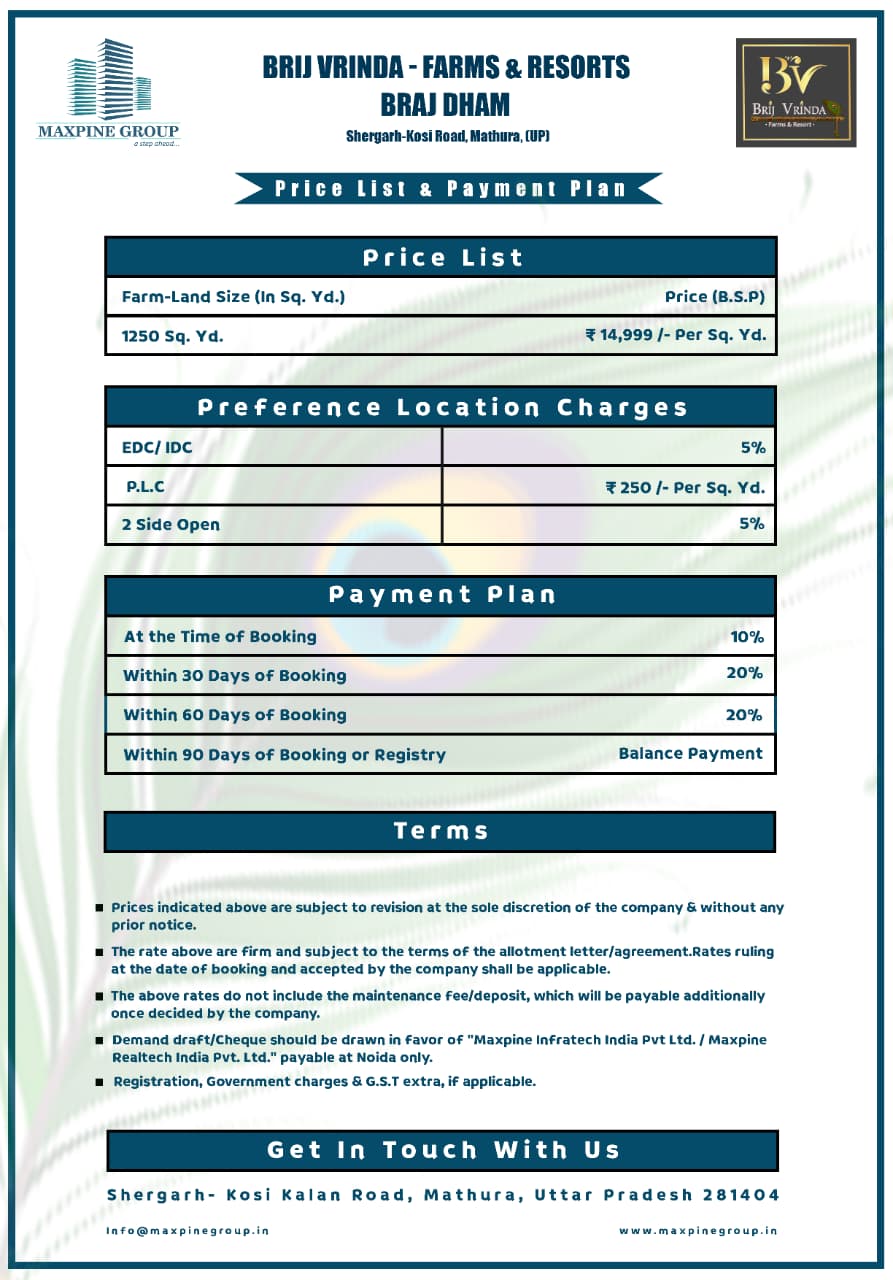 MAXPINE GROUP
a step ahead...
BRIJ VRINDA - FARMS & RESORTS
BRAJ DHAM
Shergarh-Kosi Road, Mathura, (UP)
BV
BRIJ VRINDA
- Farms & Resort -
Price List & Payment Plan
Price List
Farm-Land Size (In Sq. Yd.) Price (B.S.P)
1250 Sq. Yd. ₹ 14,999 /- Per Sq. Yd.
Preference Location Charges
EDC/ IDC 5%
P.L.C ₹ 250 /- Per Sq. Yd.
2 Side Open 5%
Payment Plan
At the Time of Booking 10%
Within 30 Days of Booking 20%
Within 60 Days of Booking 20%
Within 90 Days of Booking or Registry Balance Payment
Terms
■ Prices indicated above are subject to revision at the sole discretion of the company & without any
prior notice.
■ The rate above are firm and subject to the terms of the allotment letter/agreement.Rates ruling
at the date of booking and accepted by the company shall be applicable.
■ The above rates do not include the maintenance fee/deposit, which will be payable additionally
once decided by the company.
■ Demand draft/Cheque should be drawn in favor of "Maxpine Infratech India Pvt Ltd. / Maxpine
Realtech India Pvt. Ltd." payable at Noida only.
■ Registration, Government charges & G.S.T extra, if applicable.
Get In Touch With Us
Shergarh- Kosi Kalan Road, Mathura, Uttar Pradesh 281404
Info@maxpinegroup.in www.maxpinegroup.in